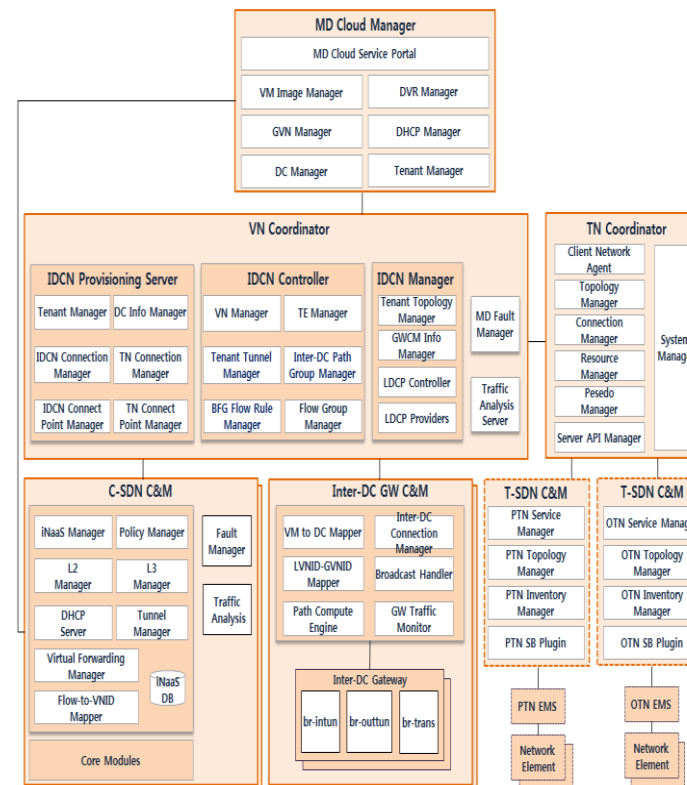 MD Cloud Manager
MD Cloud Service Portal
VM Image Manager
DVR Manager
GVN Manager
DHCP Manager
DC Manager
Tenant Manager
VN Coordinator
IDCN Provisioning Server
Tenant Manager
DC Info Manager
IDCN Connection
Manager
TN Connection
Manager
IDCN Connect
Point Manager
TN Connect
Point Manager
IDCN Controller
VN Manager
TE Manager
Tenant Tunnel
Manager
Inter-DC Path
Group Manager
BFG Flow Rule
Manager
Flow Group
Manager
IDCN Manager
Tenant Topology
Manager
GWCM Info
Manager
LDCP Controller
LDCP Providers
MD Fault
Manager
Traffic
Analysis
Server
TN Coordinator
Client Network
Agent
Topology
Manager
Connection
Manager
Resource
Manager
Pesedo
Manager
Server API Manager
System
Manage
C-SDN C&M
iNaaS Manager
Policy Manager
L2
Manager
L3
Manager
DHCP
Server
Tunnel
Manager
Virtual Forwarding
Manager
Flow-to-VNID
Mapper
iNaaS
DB
Fault
Manager
Traffic
Analysis
Core Modules
Inter-DC GW C&M
VM to DC Mapper
Inter-DC
Connection
Manager
LVNID-GVNID
Mapper
Broadcast Handler
Path Compute
Engine
GW Traffic
Monitor
Inter-DC Gateway
br-intun
br-outtun
br-trans
T-SDN C&M
PTN Service
Manager
PTN Topology
Manager
PTN Inventory
Manager
PTN SB Plugin
PTN EMS
Network
Element
T-SDN C&M
OTN Service Manag
OTN Topology
Manager
OTN Inventory
Manager
OTN SB Plugin
OTN EMS
Network
Element